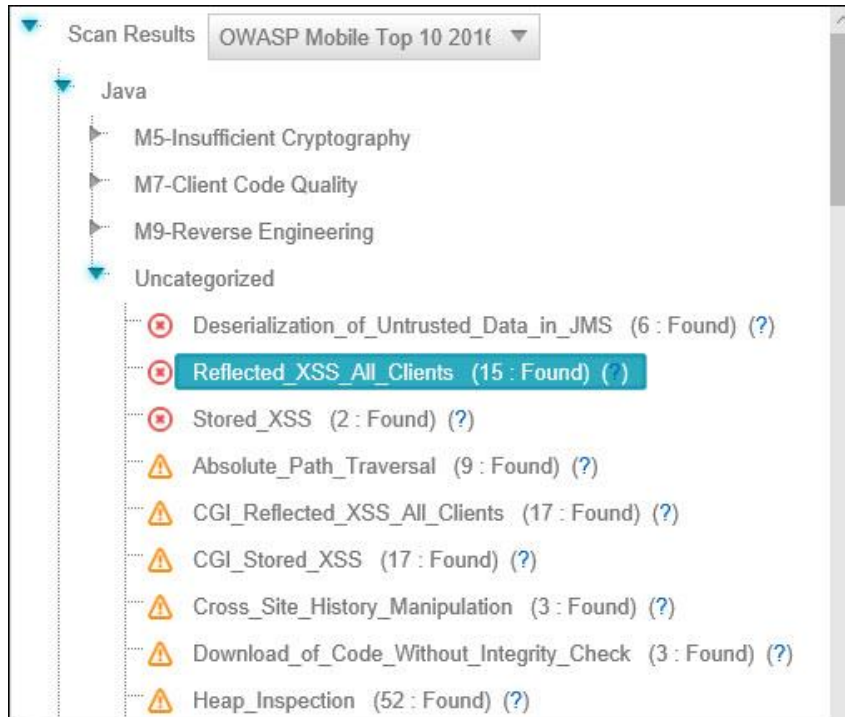 Scan Results OWASP Mobile Top 10 2016
Java
M5-Insufficient Cryptography
M7-Client Code Quality
M9-Reverse Engineering
Uncategorized
Deserialization_of_Untrusted_Data_in_JMS (6 : Found) (?)
Reflected_XSS_All_Clients (15 : Found) (?)
Stored_XSS (2 : Found) (?)
Absolute_Path_Traversal (9 : Found) (?)
CGI_Reflected_XSS_All_Clients (17 : Found) (?)
CGI_Stored_XSS (17 : Found) (?)
Cross_Site_History_Manipulation (3 : Found) (?)
Download_of_Code_Without_Integrity_Check (3 : Found) (?)
Heap_Inspection (52 : Found) (?)